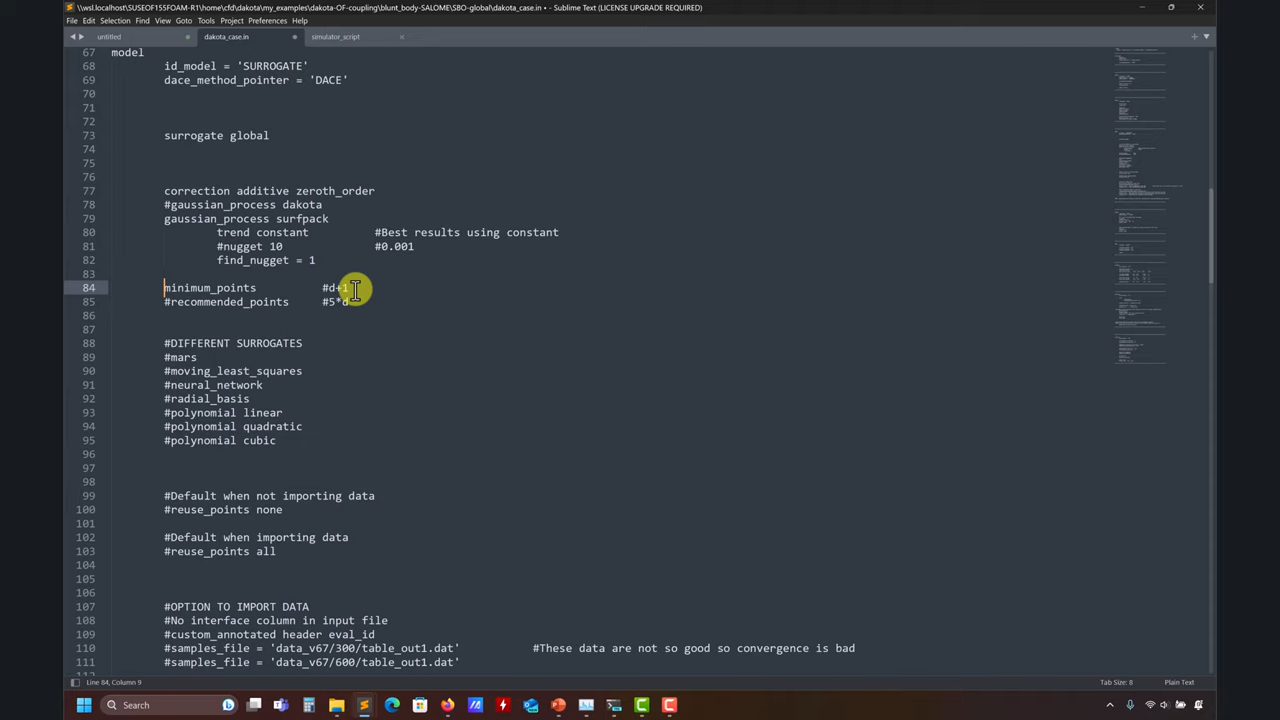 \\wsl.localhost\SUSEOF155FOAM-R1\home\cfd\dakota\my_examples\dakota-OF-coupling\blunt_body-SALOME\SBO-global\dakota_case.in • - Sublime Text (LICENSE UPGRADE REQUIRED)
File Edit Selection Find View Goto Tools Project Preferences Help
untitled dakota_case.in simulator_script
67 model
68 id_model = 'SURROGATE'
69 dace_method_pointer = 'DACE'
70
71
72
73 surrogate global
74
75
76
77 correction additive zeroth_order
78 #gaussian_process dakota
79 gaussian_process surfpack
80 trend constant #Best results using constant
81 #nugget 10 #0.001
82 find_nugget = 1
83
84 minimum_points #d+1
85 #recommended_points #5*d
86
87
88 #DIFFERENT SURROGATES
89 #mars
90 #moving_least_squares
91 #neural_network
92 #radial_basis
93 #polynomial linear
94 #polynomial quadratic
95 #polynomial cubic
96
97
98
99 #Default when not importing data
100 #reuse_points none
101
102 #Default when importing data
103 #reuse_points all
104
105
106
107 #OPTION TO IMPORT DATA
108 #No interface column in input file
109 #custom_annotated header eval_id
110 #samples_file = 'data_v67/300/table_out1.dat' #These data are not so good so convergence is bad
111 #samples_file = 'data_v67/600/table_out1.dat'
Line 84, Column 9 Tab Size: 8 Plain Text
Search